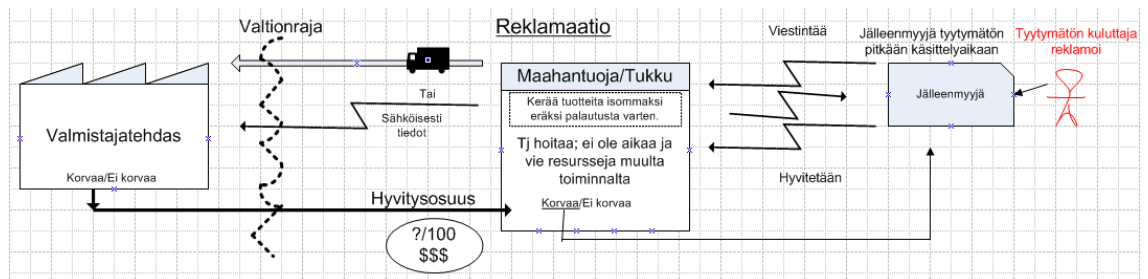 Reklamaatio
Valtionraja
Viestintää
Jälleenmyyjä tyytymätön
pitkään käsittelyaikaan
Tyytymätön kuluttaja
reklamoi
Maahantuoja/Tukku
Kerää tuotteita isommaksi
eräksi palautusta varten.
Tj hoitaa; ei ole aikaa ja
vie resursseja muulta
toiminnalta
Korvaa/Ei korvaa
Jälleenmyyjä
Tai
Sähköisesti
tiedot
Valmistajatehdas
Korvaa/Ei korvaa
Hyvitetään
Hyvitysosuus
?/100
$$$